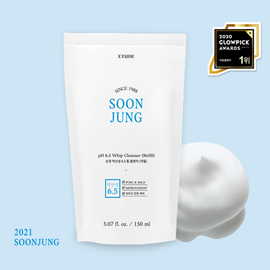 ETUDE
SINCE 1988
SOON
JUNG
pH 6.5 Whip Cleanser (Refill)
6.5
5.07 fl. oz. / 150 ml
2020
GLOWPICK
AWARDS
1위
2021
SOONJUNG